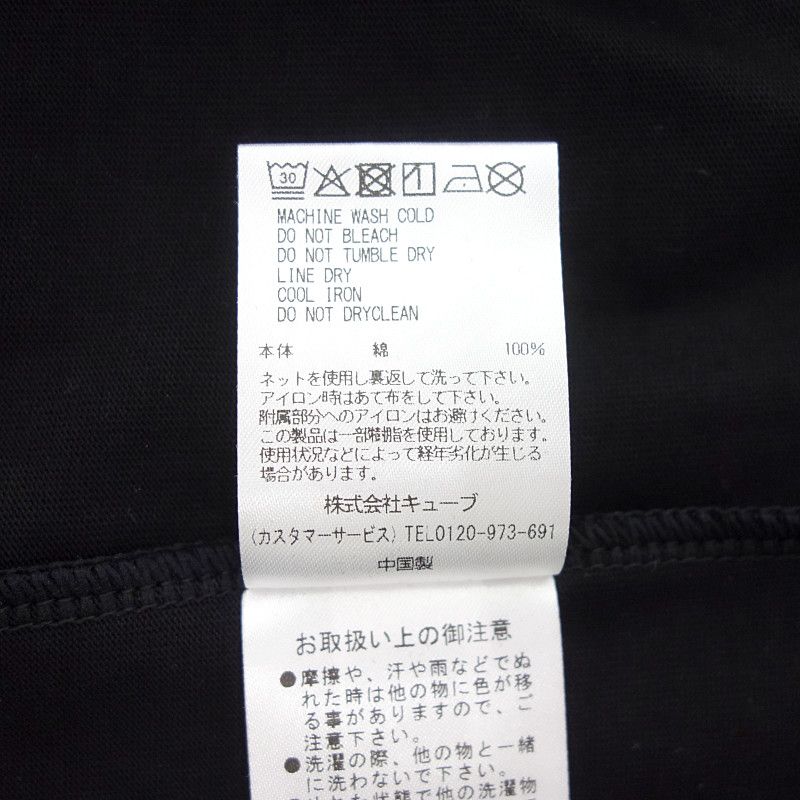 30
MACHINE WASH COLD
DO NOT BLEACH
DO NOT TUMBLE DRY
LINE DRY
COOL IRON
DO NOT DRYCLEAN
本体 綿 100%
ネットを使用し裏返して洗って下さい。
アイロン時はあて布をして下さい。
附属部分へのアイロンはお避けください。
この製品は一部樹脂を使用しております。
使用状況などによって経年劣化が生じる
場合があります。
株式会社キューブ
(カスタマーサービス)TEL0120-973-691
中国製
お取扱い上の御注意
●摩擦や、汗や雨などでぬ
れた時は他の物に色が移
る事がありますので、ご
注意下さい。
●洗濯の際、他の物と一緒
に洗わないで下さい。
た状態で他の洗濯物